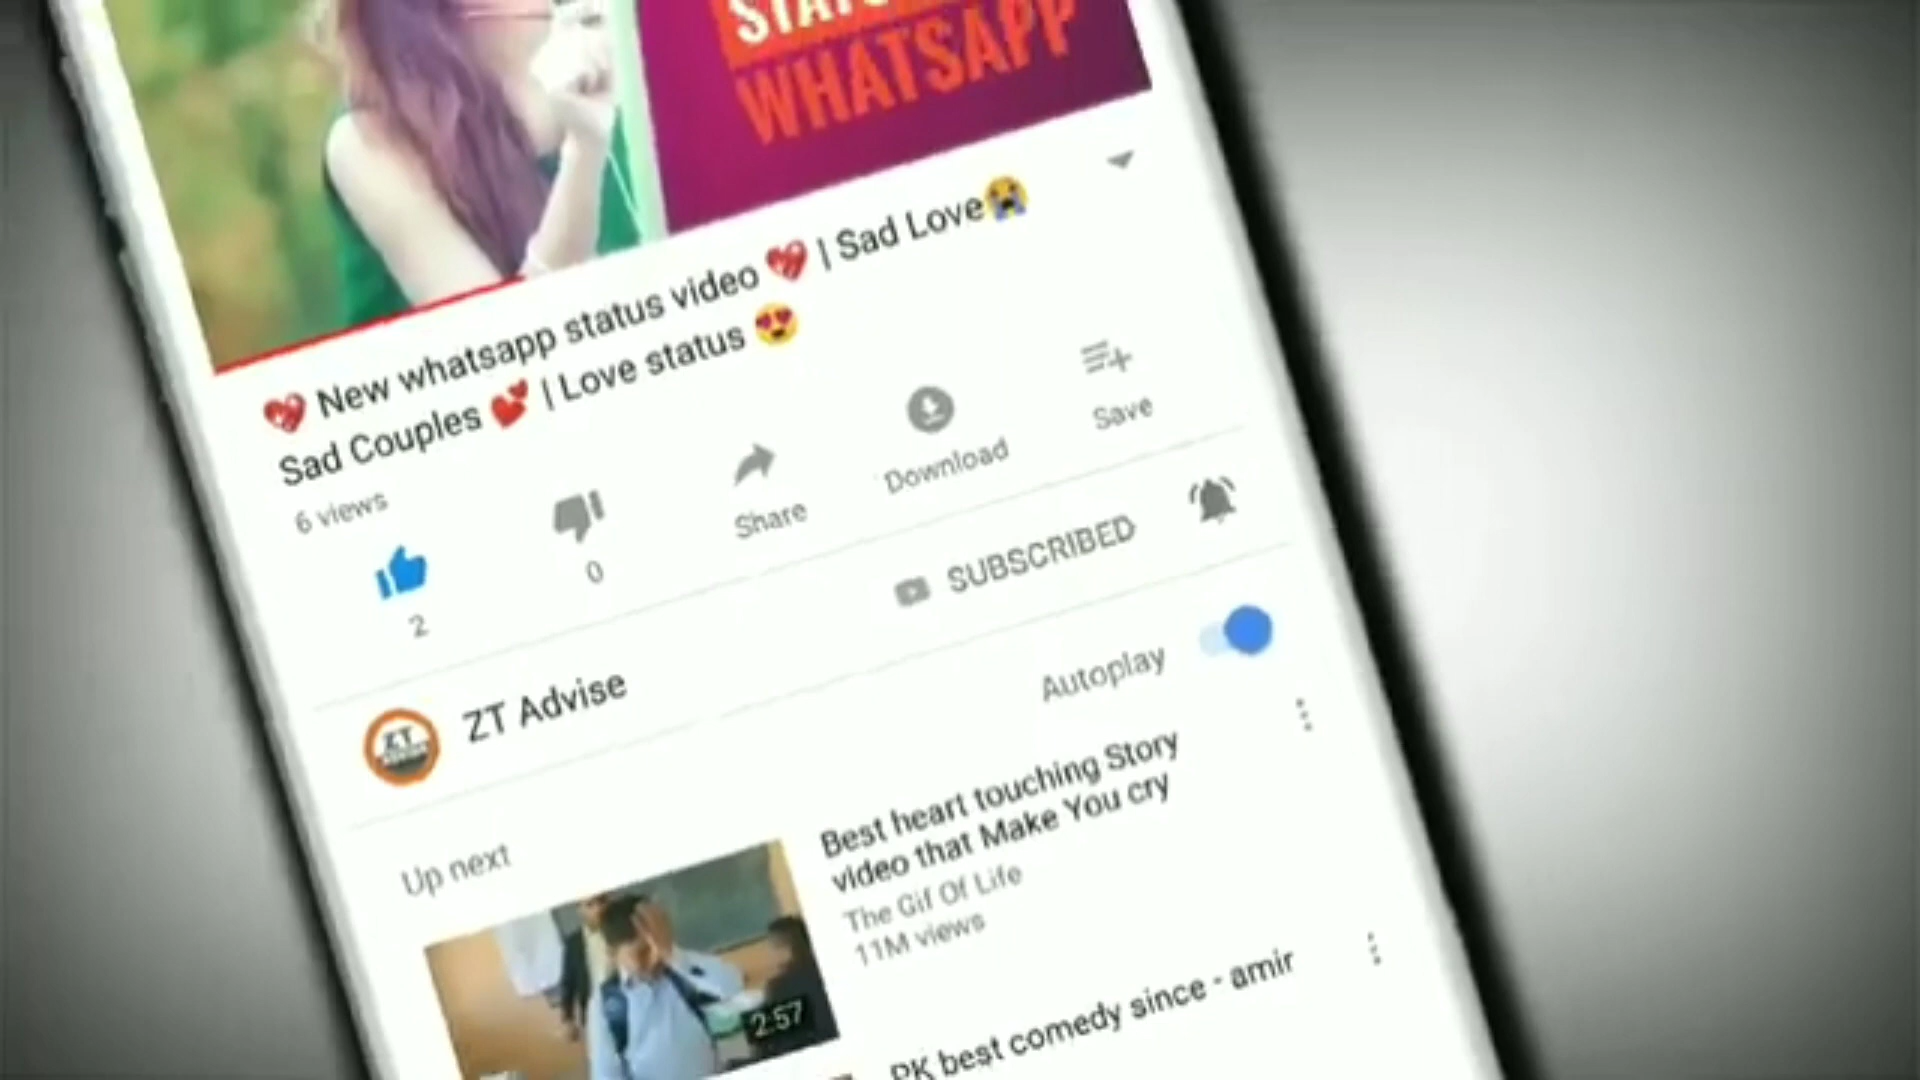 WHATSAPP
💖 New whatsapp status video 💖 | Sad Love😭
Sad Couples 💕 | Love status 😍
6 views
2
0
Share
Download
Save
SUBSCRIBED
ZT
ZT Advise
Autoplay
Up next
Best heart touching Story
video that Make You cry
The Gif Of Life
11M views
2:57
PK best comedy since - amir